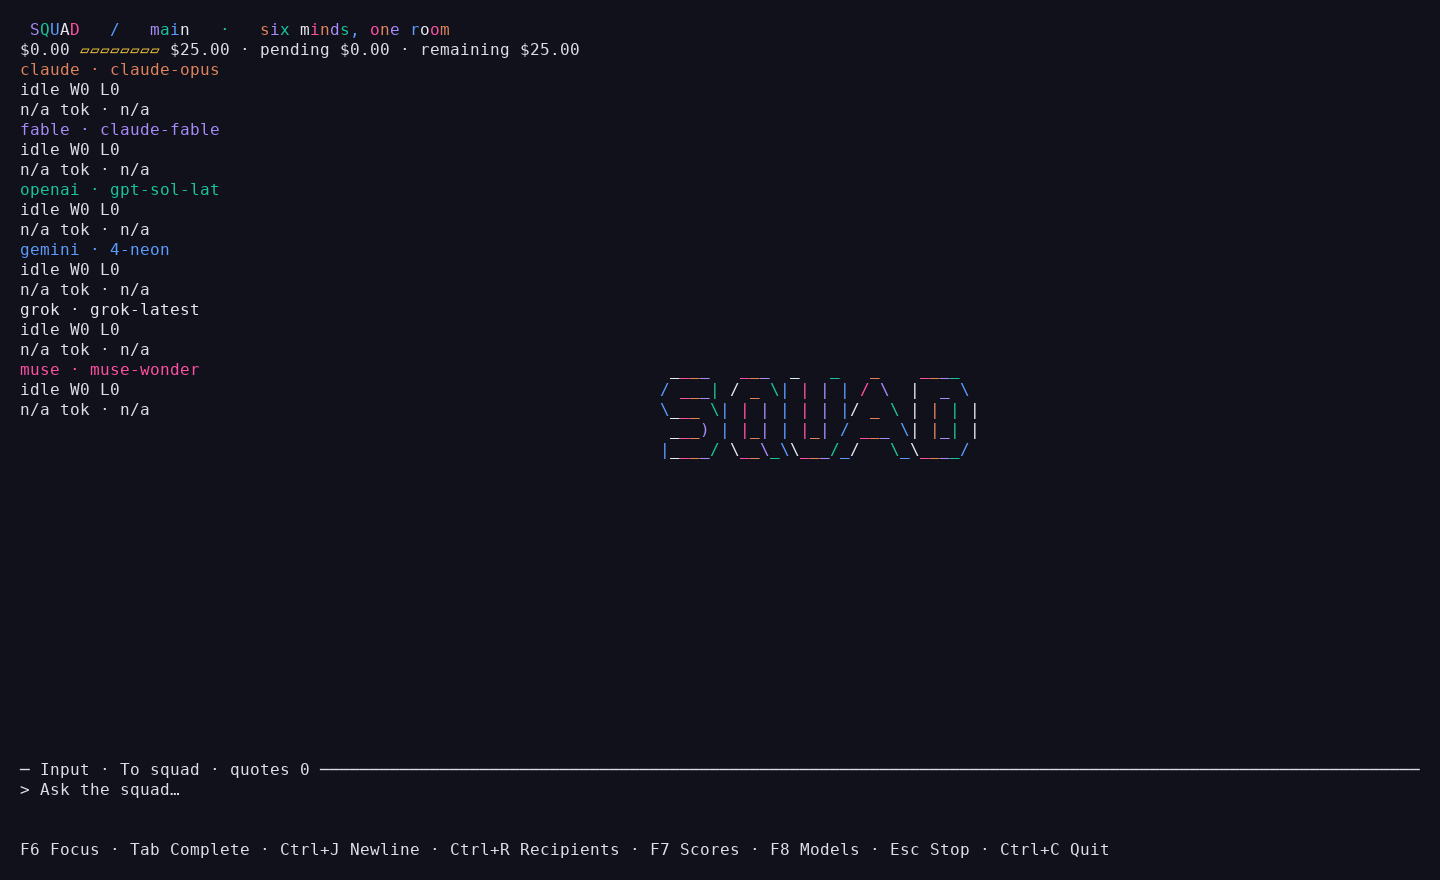 SQUAD / main · six minds, one room
$0.00 ▱▱▱▱▱▱▱▱ $25.00 · pending $0.00 · remaining $25.00
claude · claude-opus
idle W0 L0
n/a tok · n/a
fable · claude-fable
idle W0 L0
n/a tok · n/a
openai · gpt-sol-lat
idle W0 L0
n/a tok · n/a
gemini · 4-neon
idle W0 L0
n/a tok · n/a
grok · grok-latest
idle W0 L0
n/a tok · n/a
muse · muse-wonder
idle W0 L0
n/a tok · n/a
SQUAD
─ Input · To squad · quotes 0
> Ask the squad…
F6 Focus · Tab Complete · Ctrl+J Newline · Ctrl+R Recipients · F7 Scores · F8 Models · Esc Stop · Ctrl+C Quit